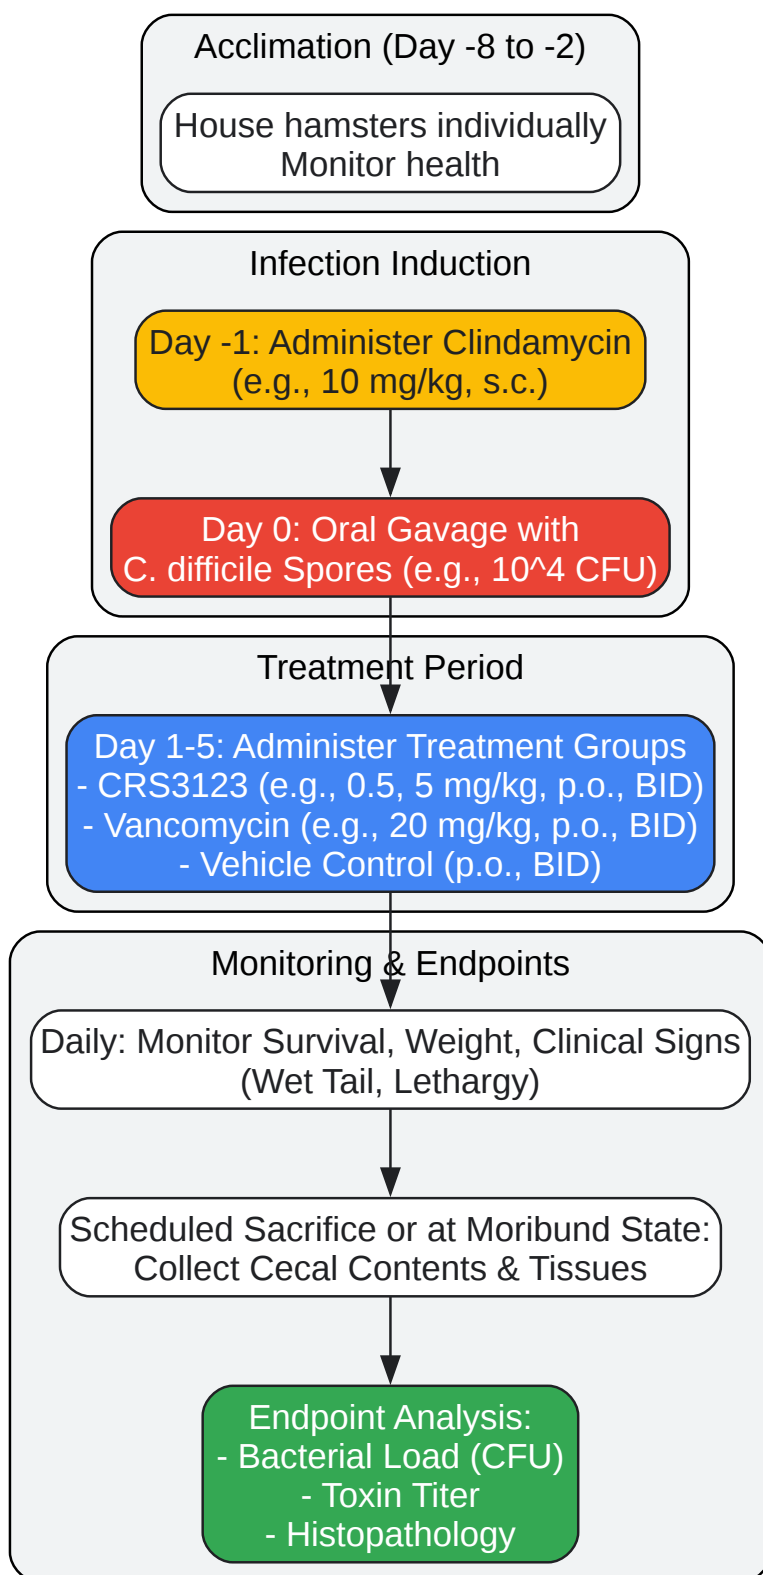 Acclimation (Day -8 to -2)
House hamsters individually
Monitor health
Infection Induction
Day -1: Administer Clindamycin
(e.g., 10 mg/kg, s.c.)
Day 0: Oral Gavage with
C. difficile Spores (e.g., 10^4 CFU)
Treatment Period
Day 1-5: Administer Treatment Groups
- CRS3123 (e.g., 0.5, 5 mg/kg, p.o., BID)
- Vancomycin (e.g., 20 mg/kg, p.o., BID)
- Vehicle Control (p.o., BID)
Monitoring & Endpoints
Daily: Monitor Survival, Weight, Clinical Signs
(Wet Tail, Lethargy)
Scheduled Sacrifice or at Moribund State:
Collect Cecal Contents & Tissues
Endpoint Analysis:
- Bacterial Load (CFU)
- Toxin Titer
- Histopathology